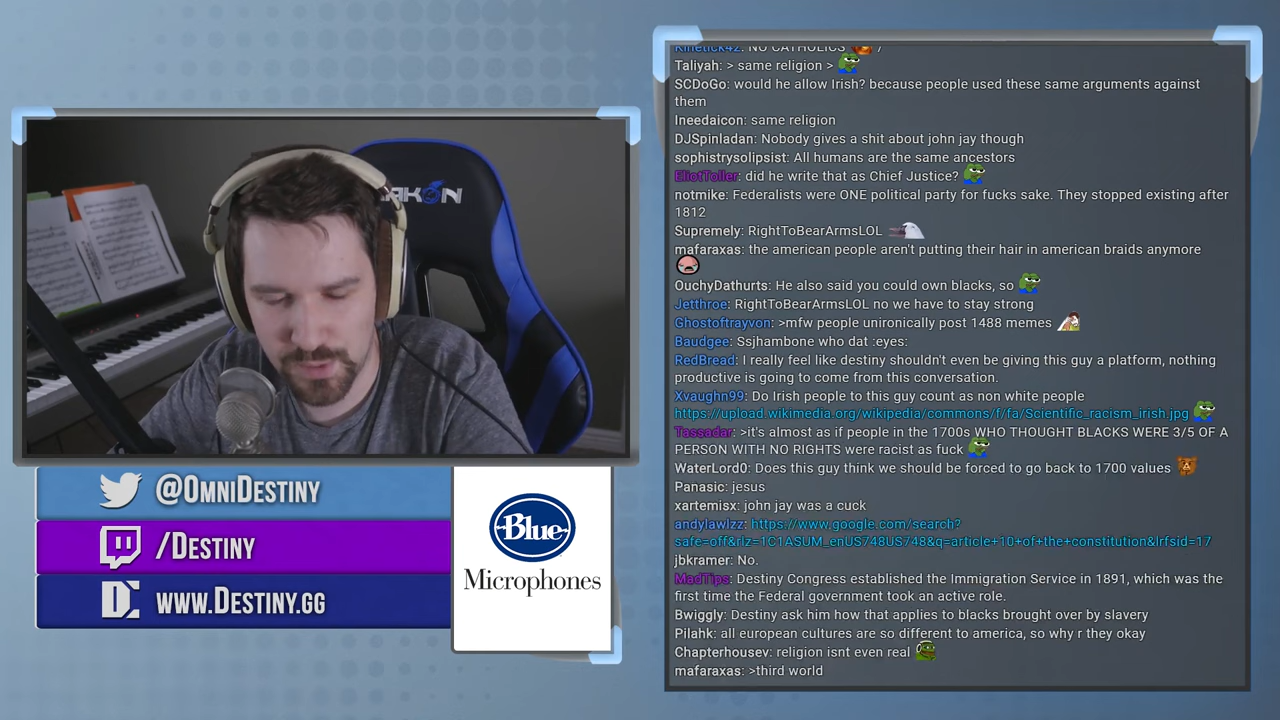 AKON
@OmniDestiny
/Destiny
www.Destiny.gg
Blue
Microphones
Kinetick42: NO CATHOLICS /
Taliyah: > same religion >
SCDoGo: would he allow Irish? because people used these same arguments against
them
Ineedaicon: same religion
DJSpinladan: Nobody gives a shit about john jay though
sophistrysolipsist: All humans are the same ancestors
EliotToller: did he write that as Chief Justice?
notmike: Federalists were ONE political party for fucks sake. They stopped existing after
1812
Supremely: RightToBearArmsLOL
mafaraxas: the american people aren't putting their hair in american braids anymore
OuchyDathurts: He also said you could own blacks, so
Jetthroe: RightToBearArmsLOL no we have to stay strong
Ghostoftrayvon: >mfw people unironically post 1488 memes
Baudgee: Ssjhambone who dat :eyes:
RedBread: I really feel like destiny shouldn't even be giving this guy a platform, nothing
productive is going to come from this conversation.
Xvaughn99: Do Irish people to this guy count as non white people
https://upload.wikimedia.org/wikipedia/commons/f/fa/Scientific_racism_irish.jpg
Tassadar: >it's almost as if people in the 1700s WHO THOUGHT BLACKS WERE 3/5 OF A
PERSON WITH NO RIGHTS were racist as fuck
WaterLord0: Does this guy think we should be forced to go back to 1700 values
Panasic: jesus
xartemisx: john jay was a cuck
andylawlzz: https://www.google.com/search?
safe=off&rlz=1C1ASUM_enUS748US748&q=article+10+of+the+constitution&lrfsid=17
jbkramer: No.
MadTips: Destiny Congress established the Immigration Service in 1891, which was the
first time the Federal government took an active role.
Bwiggly: Destiny ask him how that applies to blacks brought over by slavery
Pilahk: all european cultures are so different to america, so why r they okay
Chapterhousev: religion isnt even real
mafaraxas: >third world